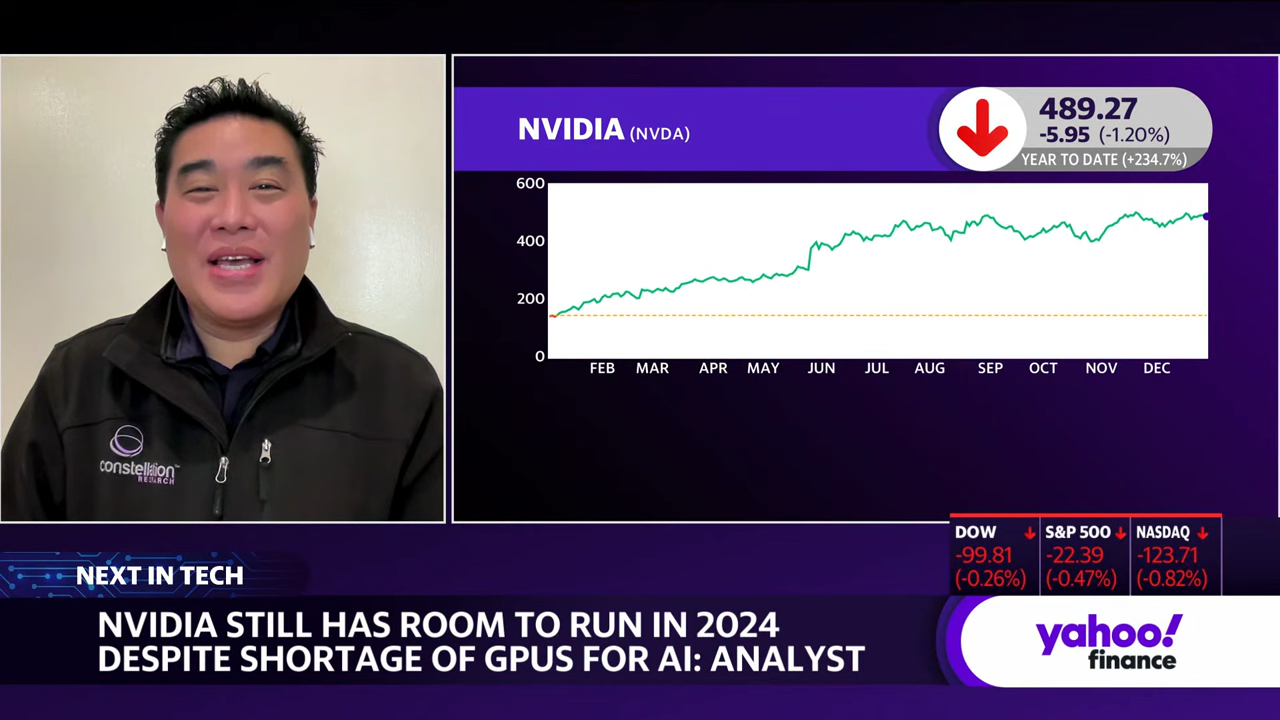 constellation
RESEARCH
NVIDIA (NVDA)
489.27
-5.95 (-1.20%)
YEAR TO DATE (+234.7%)
600
400
200
0
FEB MAR APR MAY JUN JUL AUG SEP OCT NOV DEC
DOW
-99.81
(-0.26%)
S&P 500
-22.39
(-0.47%)
NASDAQ
-123.71
(-0.82%)
NEXT IN TECH
NVIDIA STILL HAS ROOM TO RUN IN 2024
DESPITE SHORTAGE OF GPUS FOR AI: ANALYST
yahoo!
finance